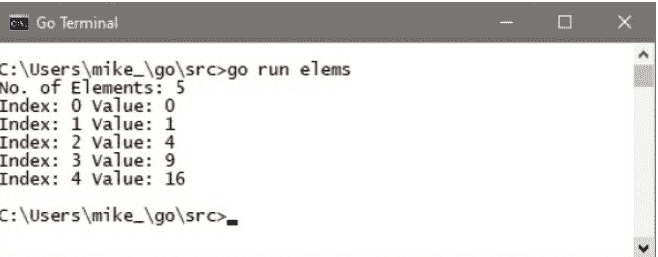 Go Terminal
C:\Users\mike_\go\src>go run elems
No. of Elements: 5
Index: 0 Value: 0
Index: 1 Value: 1
Index: 2 Value: 4
Index: 3 Value: 9
Index: 4 Value: 16
C:\Users\mike_\go\src>